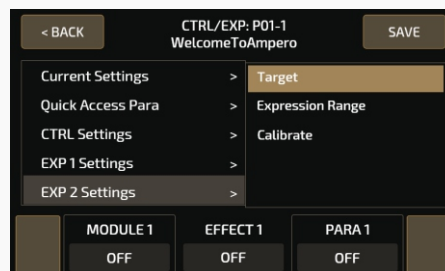 < BACK
CTRL/EXP: P01-1
WelcomeToAmpero
SAVE
Current Settings >
Quick Access Para >
CTRL Settings >
EXP 1 Settings >
EXP 2 Settings >
Target
Expression Range
Calibrate
MODULE 1 EFFECT 1 PARA 1
OFF OFF OFF